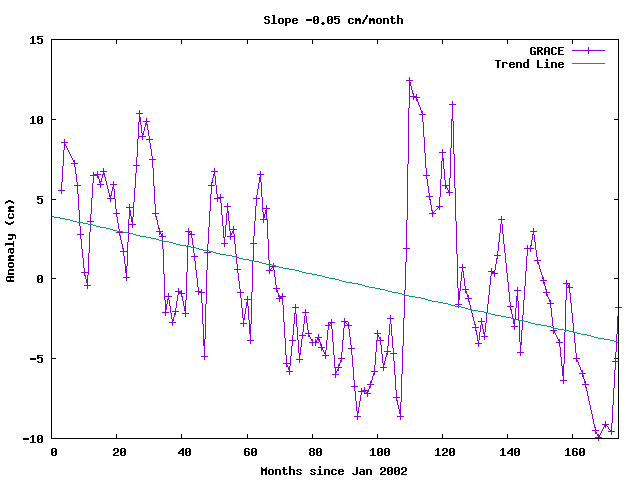 Slope -0.05 cm/month
15
10
5
0
-5
-10
Anomaly (cm)
GRACE
Trend Line
0 20 40 60 80 100 120 140 160
Months since Jan 2002